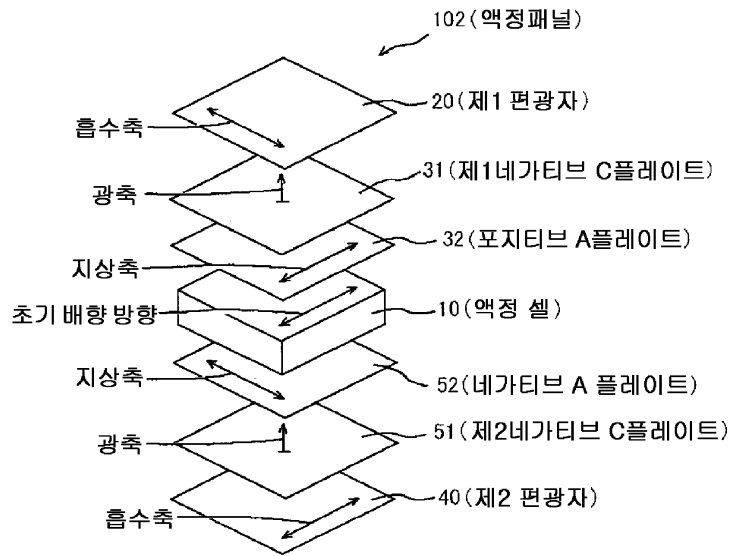 102(액정패널)
20(제1 편광자)
흡수축
31(제1네가티브 C플레이트)
광축
32(포지티브 A플레이트)
지상축
초기 배향 방향
10(액정 셀)
지상축
52(네가티브 A 플레이트)
51(제2네가티브 C플레이트)
광축
40(제2 편광자)
흡수축